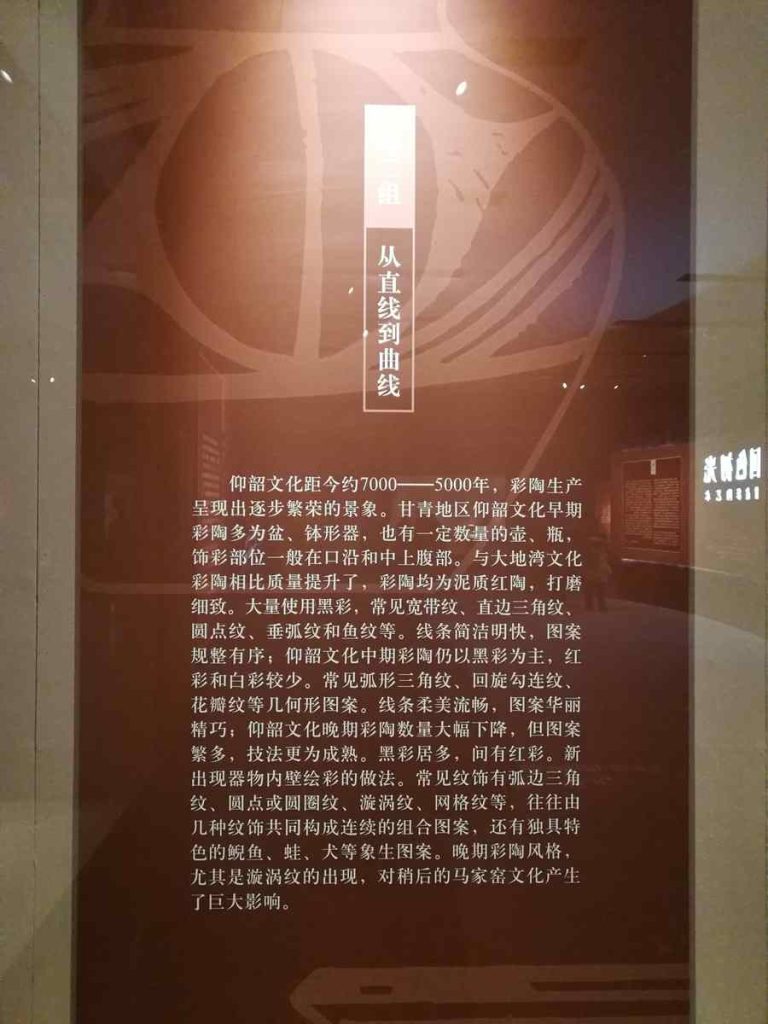 组
从直线到曲线
仰韶文化距今约7000——5000年，彩陶生产
呈现出逐步繁荣的景象。甘青地区仰韶文化早期
彩陶多为盆、钵形器，也有一定数量的壶、瓶，
饰彩部位一般在口沿和中上腹部。与大地湾文化
彩陶相比质量提升了，彩陶均为泥质红陶，打磨
细致。大量使用黑彩，常见宽带纹、直边三角纹、
圆点纹、垂弧纹和鱼纹等。线条简洁明快，图案
规整有序；仰韶文化中期彩陶仍以黑彩为主，红
彩和白彩较少。常见弧形三角纹、回旋勾连纹、
花瓣纹等几何形图案。线条柔美流畅，图案华丽
精巧；仰韶文化晚期彩陶数量大幅下降，但图案
繁多，技法更为成熟。黑彩居多，间有红彩。新
出现器物内壁绘彩的做法。常见纹饰有弧边三角
纹、圆点或圆圈纹、漩涡纹、网格纹等，往往由
几种纹饰共同构成连续的组合图案，还有独具特
色的鲵鱼、蛙、犬等象生图案。晚期彩陶风格，
尤其是漩涡纹的出现，对稍后的马家窑文化产生
了巨大影响。